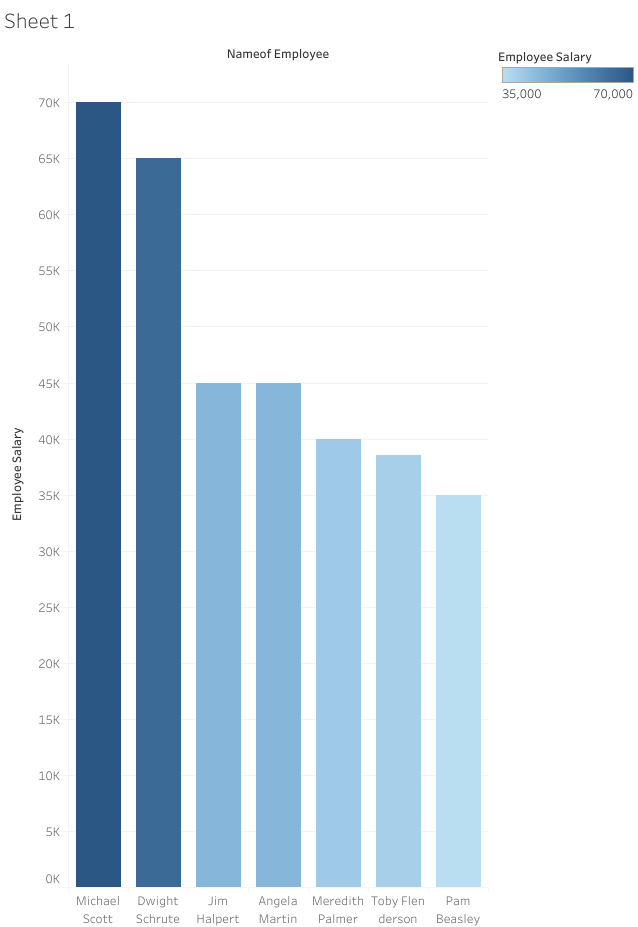 Sheet 1
Nameof Employee
Employee Salary
35,000 70,000
70K
65K
60K
55K
50K
45K
40K
35K
30K
25K
20K
15K
10K
5K
0K
Employee Salary
Michael
Scott
Dwight
Schrute
Jim
Halpert
Angela
Martin
Meredith
Palmer
Toby Flen
derson
Pam
Beasley